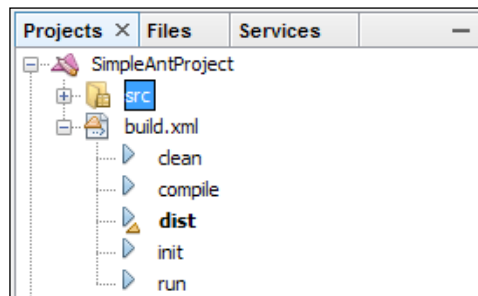 Projects Files Services
SimpleAntProject
src
build.xml
clean
compile
dist
init
run